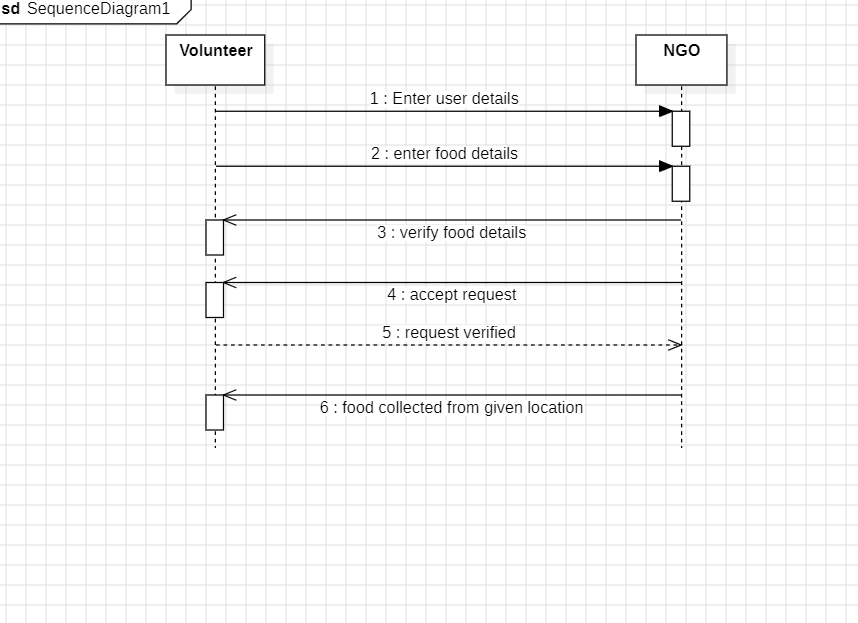 sd SequenceDiagram1
Volunteer
NGO
1 : Enter user details
2 : enter food details
3 : verify food details
4 : accept request
5 : request verified
6 : food collected from given location